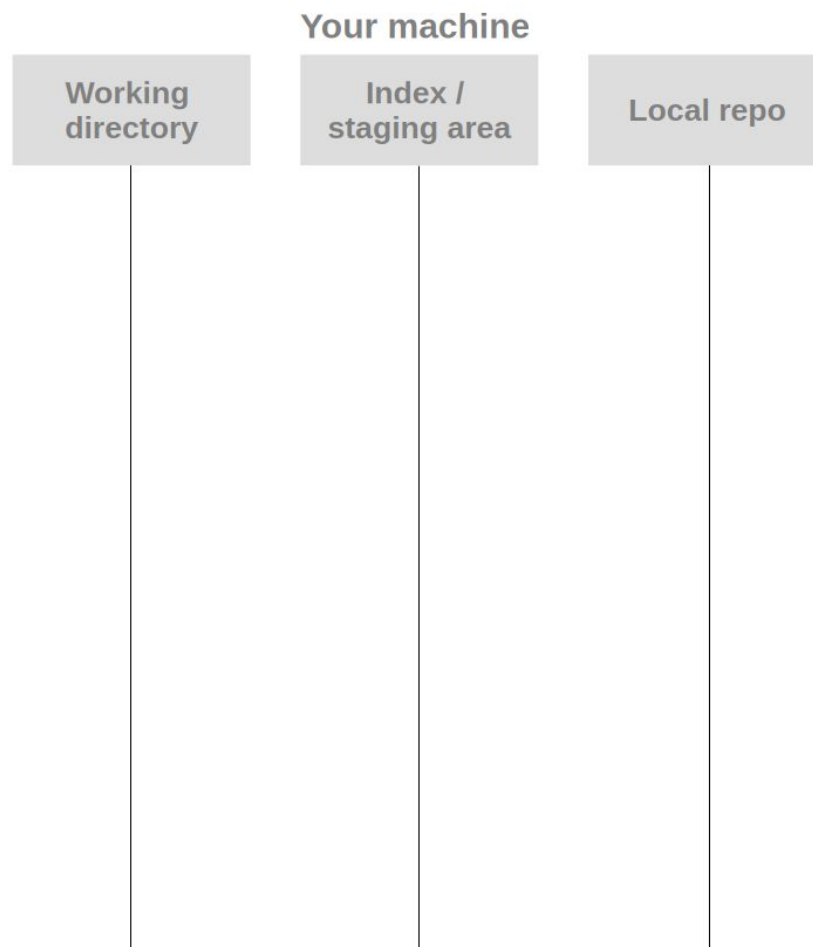 Your machine
Working
directory
Index /
staging area
Local repo